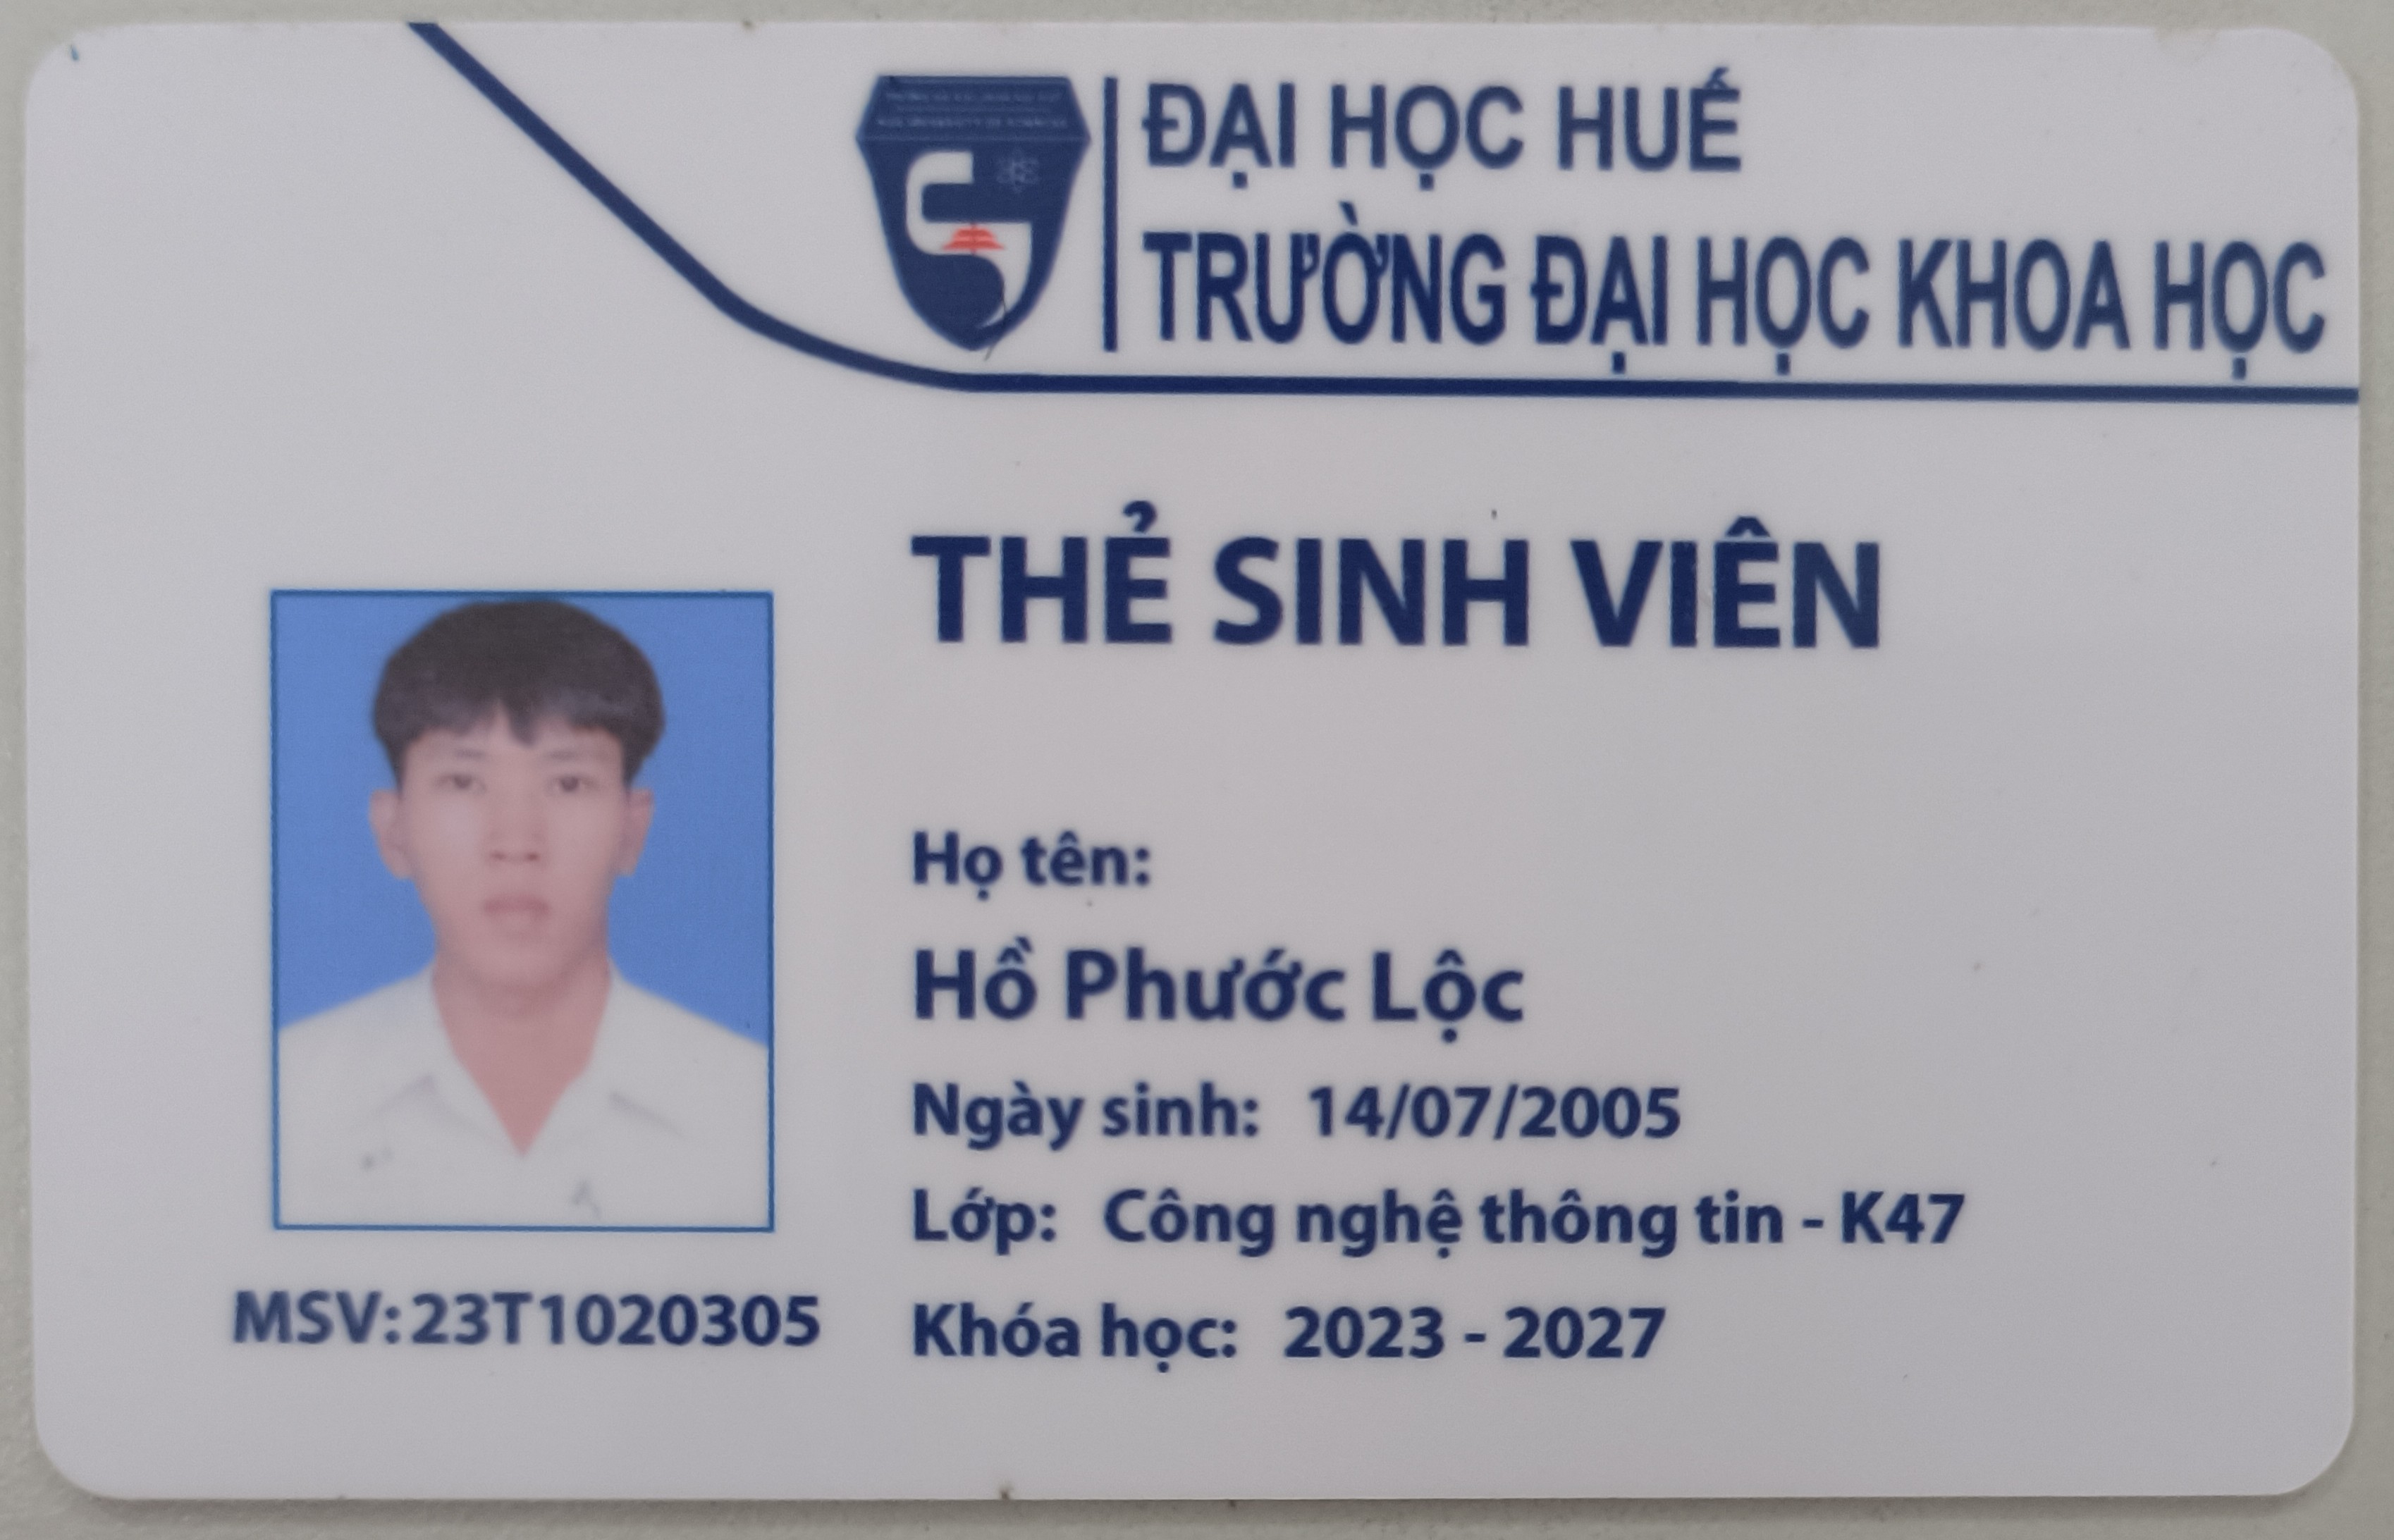 ĐẠI HỌC HUẾ
TRƯỜNG ĐẠI HỌC KHOA HỌC
THẺ SINH VIÊN
Họ tên:
Hồ Phước Lộc
Ngày sinh: 14/07/2005
Lớp: Công nghệ thông tin - K47
MSV: 23T1020305
Khóa học: 2023 - 2027